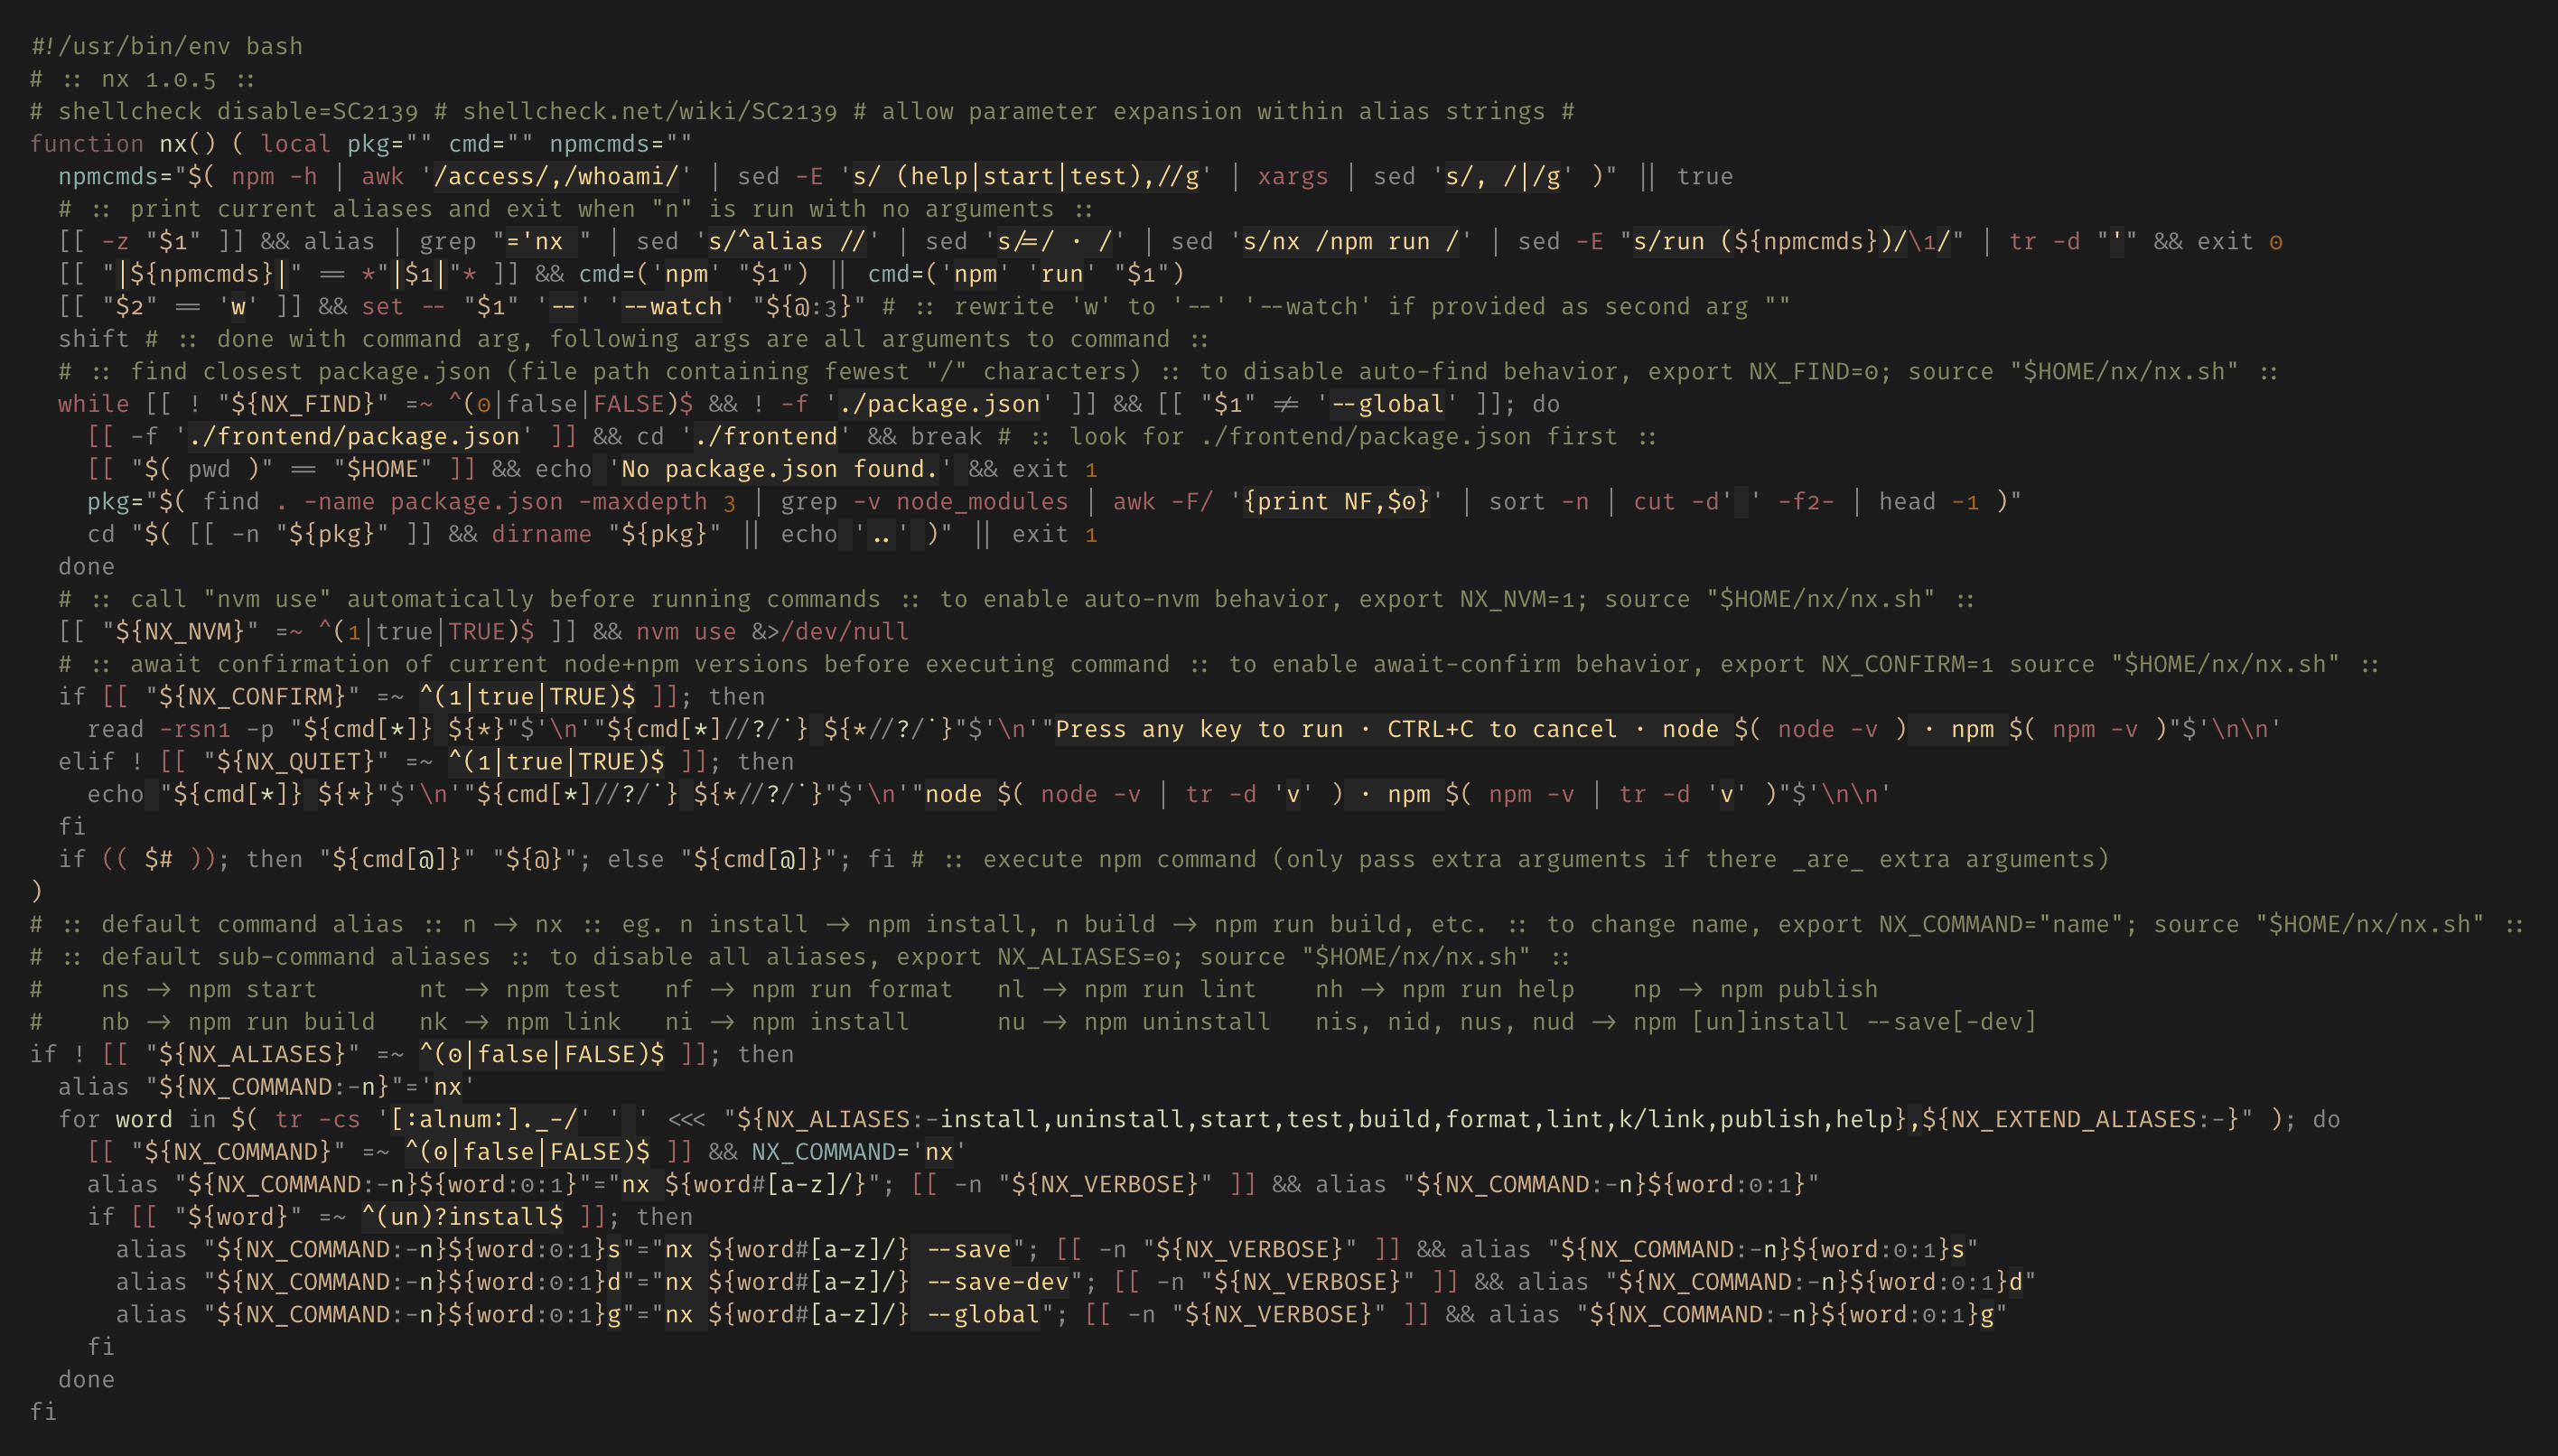 #!/usr/bin/env bash
# :: nx 1.0.5 ::
# shellcheck disable=SC2139 # shellcheck.net/wiki/SC2139 # allow parameter expansion within alias strings #
function nx() ( local pkg="" cmd="" npmcmds=""
  npmcmds="$( npm -h | awk '/access/,/whoami/' | sed -E 's/ (help|start|test),//g' | xargs | sed 's/, /|/g' )" || true
  # :: print current aliases and exit when "n" is run with no arguments ::
  [[ -z "$1" ]] && alias | grep "='nx " | sed 's/^alias //' | sed 's/=/ · /' | sed 's/nx /npm run /' | sed -E "s/run (${npmcmds})/\1/" | tr -d "'" && exit 0
  [[ "|${npmcmds}|" == *"|$1|"* ]] && cmd=('npm' "$1") || cmd=('npm' 'run' "$1")
  [[ "$2" == 'w' ]] && set -- "$1" '--' '--watch' "${@:3}" # :: rewrite 'w' to '--' '--watch' if provided as second arg ""
  shift # :: done with command arg, following args are all arguments to command ::
  # :: find closest package.json (file path containing fewest "/" characters) :: to disable auto-find behavior, export NX_FIND=0; source "$HOME/nx/nx.sh" ::
  while [[ ! "${NX_FIND}" =~ ^(0|false|FALSE)$ && ! -f './package.json' ]] && [[ "$1" != '--global' ]]; do
    [[ -f './frontend/package.json' ]] && cd './frontend' && break # :: look for ./frontend/package.json first ::
    [[ "$( pwd )" == "$HOME" ]] && echo 'No package.json found.' && exit 1
    pkg="$( find . -name package.json -maxdepth 3 | grep -v node_modules | awk -F/ '{print NF,$0}' | sort -n | cut -d' ' -f2- | head -1 )"
    cd "$( [[ -n "${pkg}" ]] && dirname "${pkg}" || echo '..' )" || exit 1
  done
  # :: call "nvm use" automatically before running commands :: to enable auto-nvm behavior, export NX_NVM=1; source "$HOME/nx/nx.sh" ::
  [[ "${NX_NVM}" =~ ^(1|true|TRUE)$ ]] && nvm use &>/dev/null
  # :: await confirmation of current node+npm versions before executing command :: to enable await-confirm behavior, export NX_CONFIRM=1 source "$HOME/nx/nx.sh" ::
  if [[ "${NX_CONFIRM}" =~ ^(1|true|TRUE)$ ]]; then
    read -rsn1 -p "${cmd[*]} ${*}"$'\n'"${cmd[*]//?/˙} ${*//?/˙}"$'\n'"Press any key to run · CTRL+C to cancel · node $( node -v ) · npm $( npm -v )"$'\n\n'
  elif ! [[ "${NX_QUIET}" =~ ^(1|true|TRUE)$ ]]; then
    echo "${cmd[*]} ${*}"$'\n'"${cmd[*]//?/˙} ${*//?/˙}"$'\n'"node $( node -v | tr -d 'v' ) · npm $( npm -v | tr -d 'v' )"$'\n\n'
  fi
  if (( $# )); then "${cmd[@]}" "${@}"; else "${cmd[@]}"; fi # :: execute npm command (only pass extra arguments if there _are_ extra arguments)
)
# :: default command alias :: n -> nx :: eg. n install -> npm install, n build -> npm run build, etc. :: to change name, export NX_COMMAND="name"; source "$HOME/nx/nx.sh" ::
# :: default sub-command aliases :: to disable all aliases, export NX_ALIASES=0; source "$HOME/nx/nx.sh" ::
#    ns -> npm start       nt -> npm test   nf -> npm run format   nl -> npm run lint    nh -> npm run help    np -> npm publish
#    nb -> npm run build   nk -> npm link   ni -> npm install      nu -> npm uninstall   nis, nid, nus, nud -> npm [un]install --save[-dev]
if ! [[ "${NX_ALIASES}" =~ ^(0|false|FALSE)$ ]]; then
  alias "${NX_COMMAND:-n}"='nx'
  for word in $( tr -cs '[:alnum:]._-/' ' ' <<< "${NX_ALIASES:-install,uninstall,start,test,build,format,lint,k/link,publish,help},${NX_EXTEND_ALIASES:-}" ); do
    [[ "${NX_COMMAND}" =~ ^(0|false|FALSE)$ ]] && NX_COMMAND='nx'
    alias "${NX_COMMAND:-n}${word:0:1}"="nx ${word#[a-z]/}"; [[ -n "${NX_VERBOSE}" ]] && alias "${NX_COMMAND:-n}${word:0:1}"
    if [[ "${word}" =~ ^(un)?install$ ]]; then
      alias "${NX_COMMAND:-n}${word:0:1}s"="nx ${word#[a-z]/} --save"; [[ -n "${NX_VERBOSE}" ]] && alias "${NX_COMMAND:-n}${word:0:1}s"
      alias "${NX_COMMAND:-n}${word:0:1}d"="nx ${word#[a-z]/} --save-dev"; [[ -n "${NX_VERBOSE}" ]] && alias "${NX_COMMAND:-n}${word:0:1}d"
      alias "${NX_COMMAND:-n}${word:0:1}g"="nx ${word#[a-z]/} --global"; [[ -n "${NX_VERBOSE}" ]] && alias "${NX_COMMAND:-n}${word:0:1}g"
    fi
  done
fi